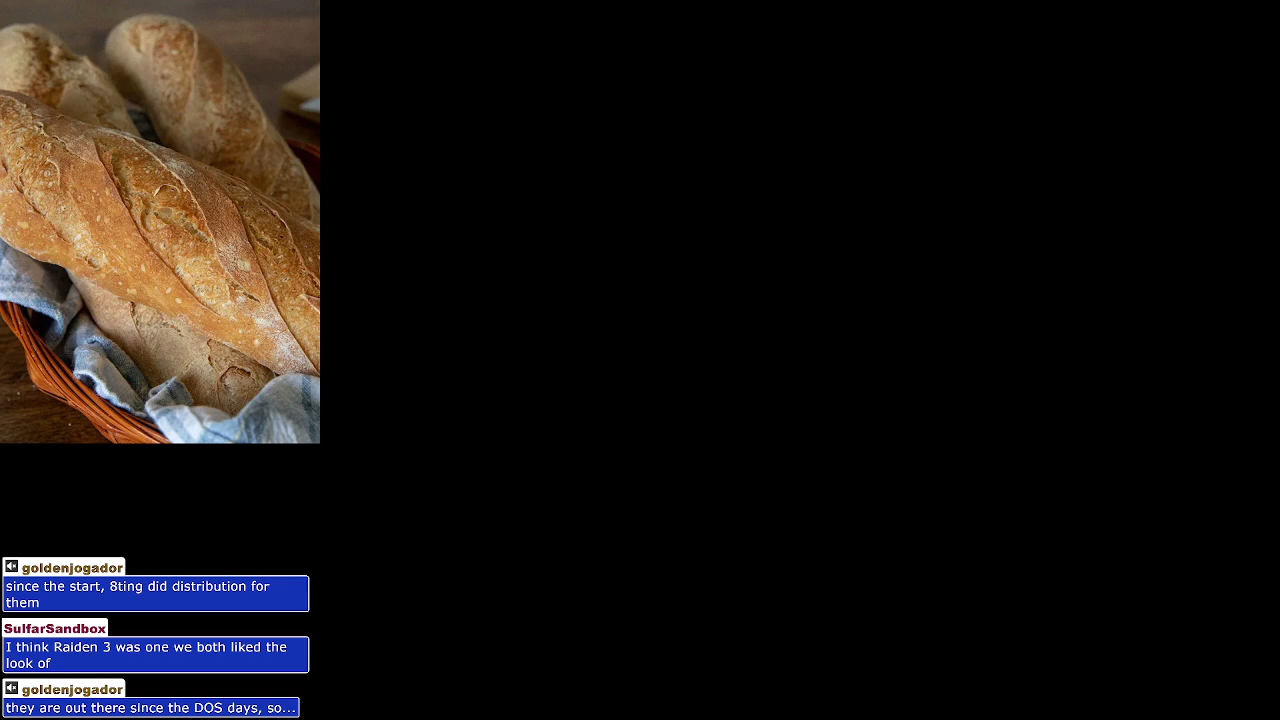 goldenjogador
since the start, 8ting did distribution for
them
SulfarSandbox
I think Raiden 3 was one we both liked the
look of
goldenjogador
they are out there since the DOS days, so...